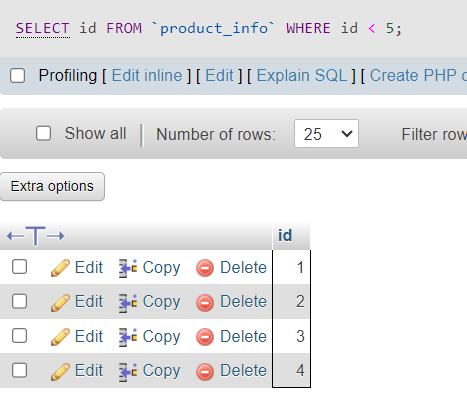 SELECT id FROM `product_info` WHERE id < 5;
Profiling [ Edit inline ] [ Edit ] [ Explain SQL ] [ Create PHP
Show all Number of rows: 25 Filter row
Extra options
id
Edit Copy Delete 1
Edit Copy Delete 2
Edit Copy Delete 3
Edit Copy Delete 4